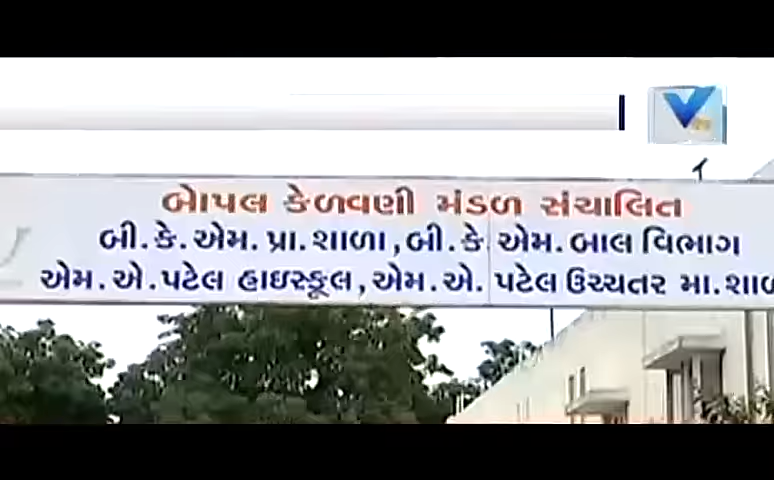 બોપલ કેળવણી મંડળ સંચાલિત
બી.કે.એમ. પ્રા.શાળા,બી.કે.એમ.બાલ વિભાગ
એમ.એ.પટેલ હાઇસ્કૂલ,એમ.એ. પટેલ ઉચ્ચતર મા.શાળ